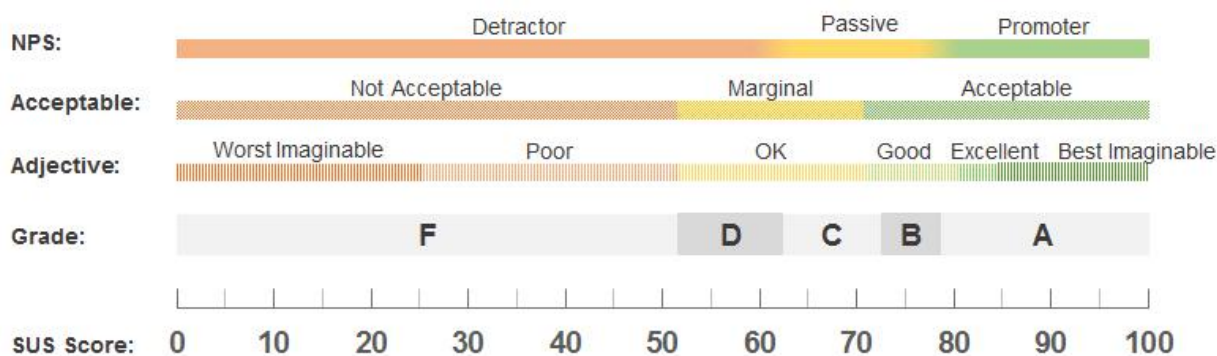 NPS: Detractor Passive Promoter
Acceptable: Not Acceptable Marginal Acceptable
Adjective: Worst Imaginable Poor OK Good Excellent Best Imaginable
Grade: F D C B A
SUS Score: 0 10 20 30 40 50 60 70 80 90 100